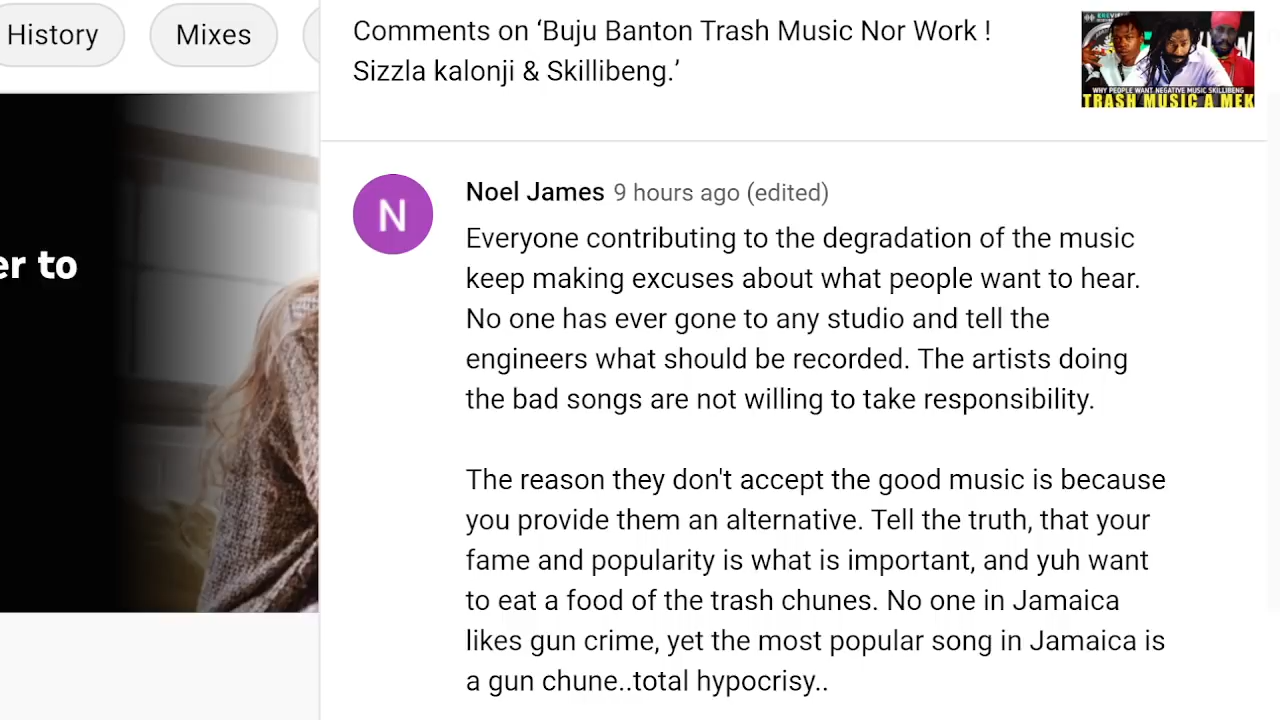 History
Mixes
er to
Comments on ‘Buju Banton Trash Music Nor Work !
Sizzla kalonji & Skillibeng.’
WHY PEOPLE WANT NEGATIVE MUSIC SKILLIBENG
TRASH MUSIC A MEK
N
Noel James 9 hours ago (edited)
Everyone contributing to the degradation of the music
keep making excuses about what people want to hear.
No one has ever gone to any studio and tell the
engineers what should be recorded. The artists doing
the bad songs are not willing to take responsibility.
The reason they don't accept the good music is because
you provide them an alternative. Tell the truth, that your
fame and popularity is what is important, and yuh want
to eat a food of the trash chunes. No one in Jamaica
likes gun crime, yet the most popular song in Jamaica is
a gun chune..total hypocrisy..